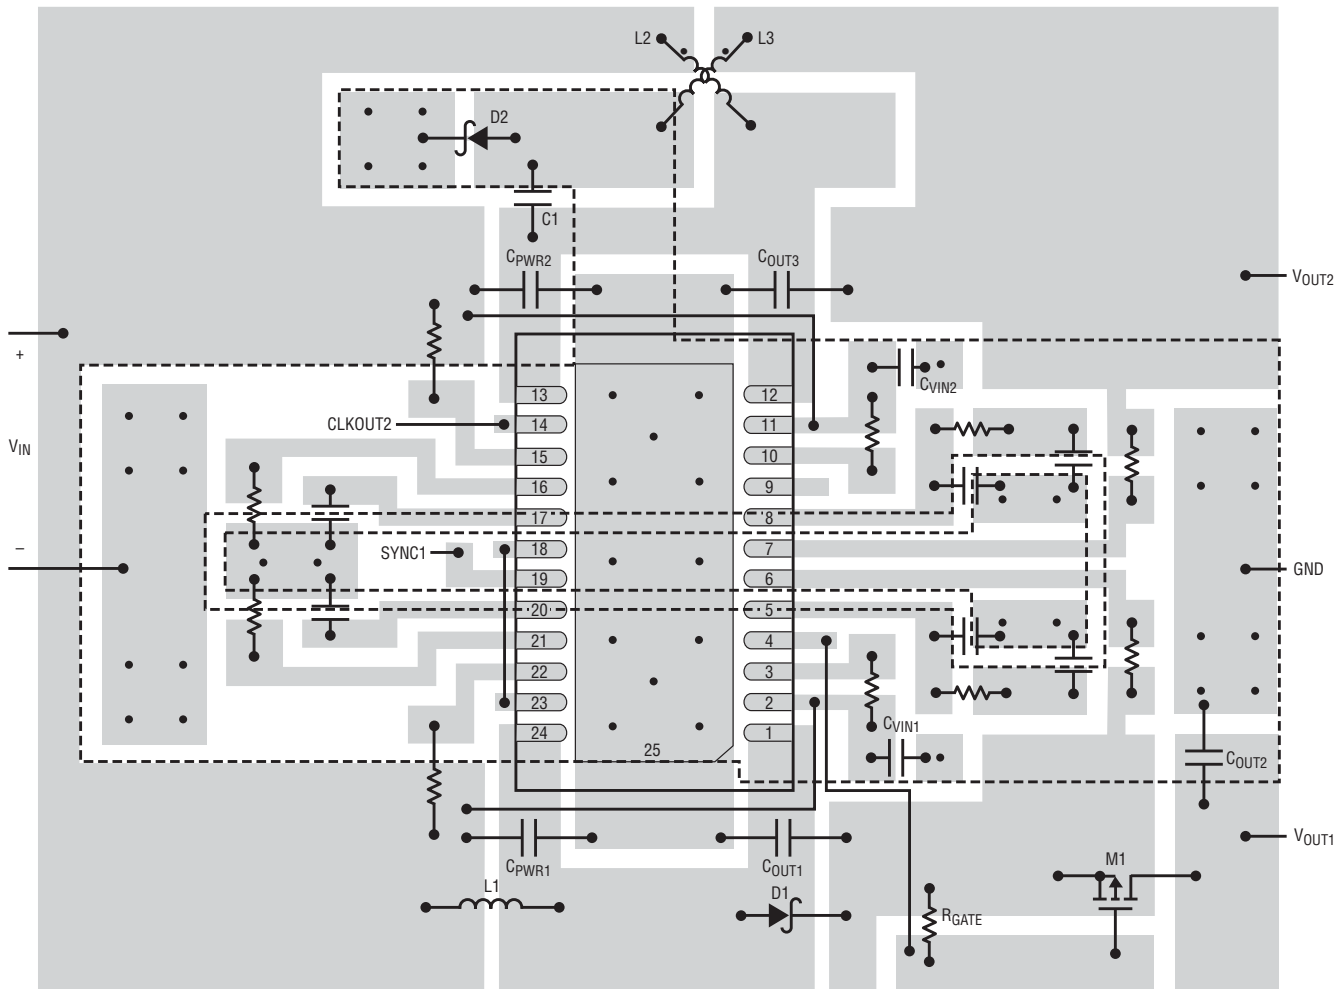 L2
L3
D2
C1
CPWR2
COUT3
VOUT2
+
VIN
–
CVIN2
13
12
CLKOUT2
14
11
15
10
16
9
17
8
SYNC1
18
7
19
6
GND
20
5
21
4
22
3
23
2
24
1
25
CVIN1
COUT2
VOUT1
CPWR1
COUT1
M1
L1
D1
RGATE